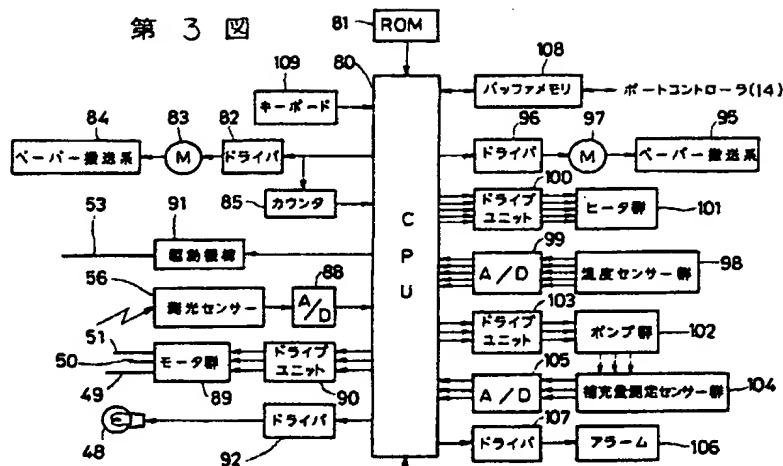 第3図
81
ROM
80
109
キーボード
108
バッファメモリ
ポートコントローラ(14)
84
83
82
ペーパー搬送系
M
ドライバ
96
97
95
ドライバ
M
ペーパー搬送系
85
カウンタ
100
ドライブ
ユニット
ヒータ群
101
53
91
駆動機構
99
A/D
温度センサー群
98
CPU
56
88
測光センサー
A/D
103
ドライブ
ユニット
ポンプ群
102
51
50
49
モータ群
89
ドライブ
ユニット
90
105
A/D
補充量測定センサー群
104
48
ドライバ
92
107
ドライバ
アラーム
106